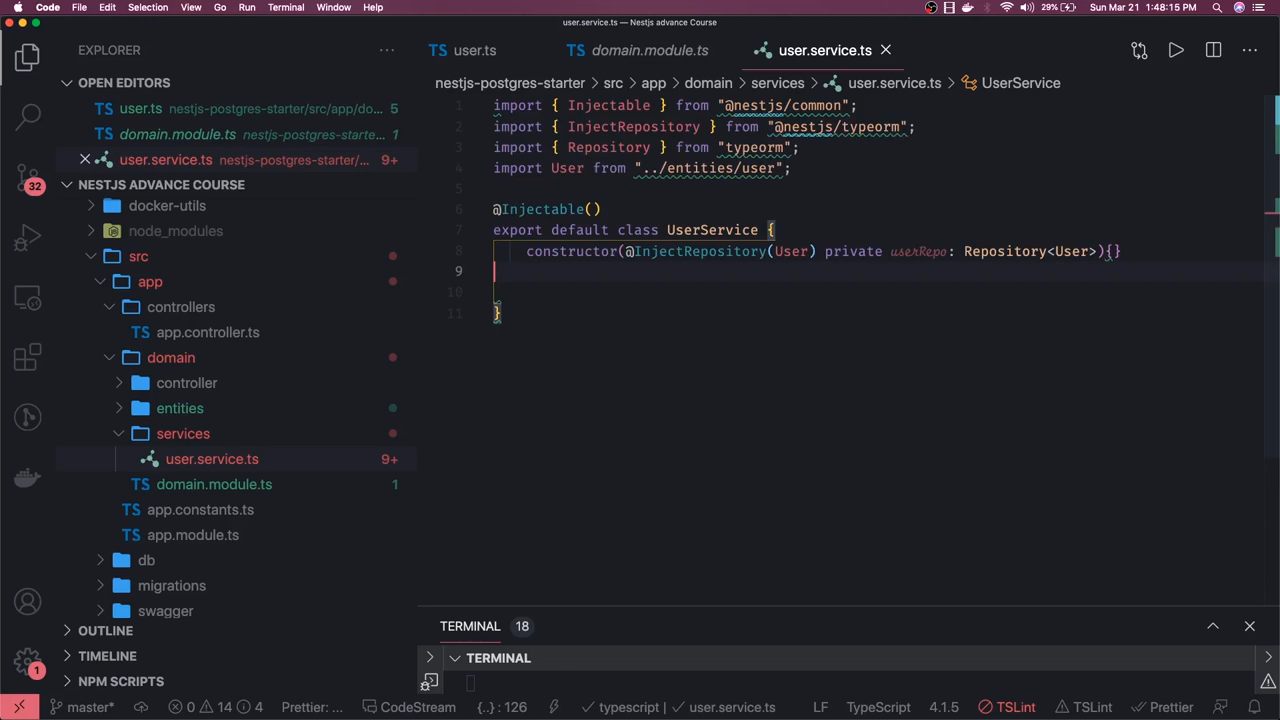 Code File Edit Selection View Go Run Terminal Window Help 29% Sun Mar 21 1:48:15 PM
user.service.ts — Nestjs advance Course
EXPLORER
OPEN EDITORS
TS user.ts nestjs-postgres-starter/src/app/do... 5
TS domain.module.ts nestjs-postgres-starte... 1
user.service.ts nestjs-postgres-starter/... 9+
NESTJS ADVANCE COURSE
docker-utils
node_modules
src
app
controllers
TS app.controller.ts
domain
controller
entities
services
user.service.ts 9+
TS domain.module.ts 1
TS app.constants.ts
TS app.module.ts
db
migrations
swagger
OUTLINE
TIMELINE
NPM SCRIPTS
32
1
TS user.ts TS domain.module.ts user.service.ts
nestjs-postgres-starter › src › app › domain › services › user.service.ts › UserService
1 import { Injectable } from "@nestjs/common";
2 import { InjectRepository } from "@nestjs/typeorm";
3 import { Repository } from "typeorm";
4 import User from "../entities/user";
5
6 @Injectable()
7 export default class UserService {
8 constructor(@InjectRepository(User) private userRepo: Repository<User>){}
9
10
11 }
TERMINAL 18
TERMINAL
master* 0 14 4 Prettier: ... CodeStream {..} : 126 typescript | user.service.ts LF TypeScript 4.1.5 TSLint TSLint Prettier